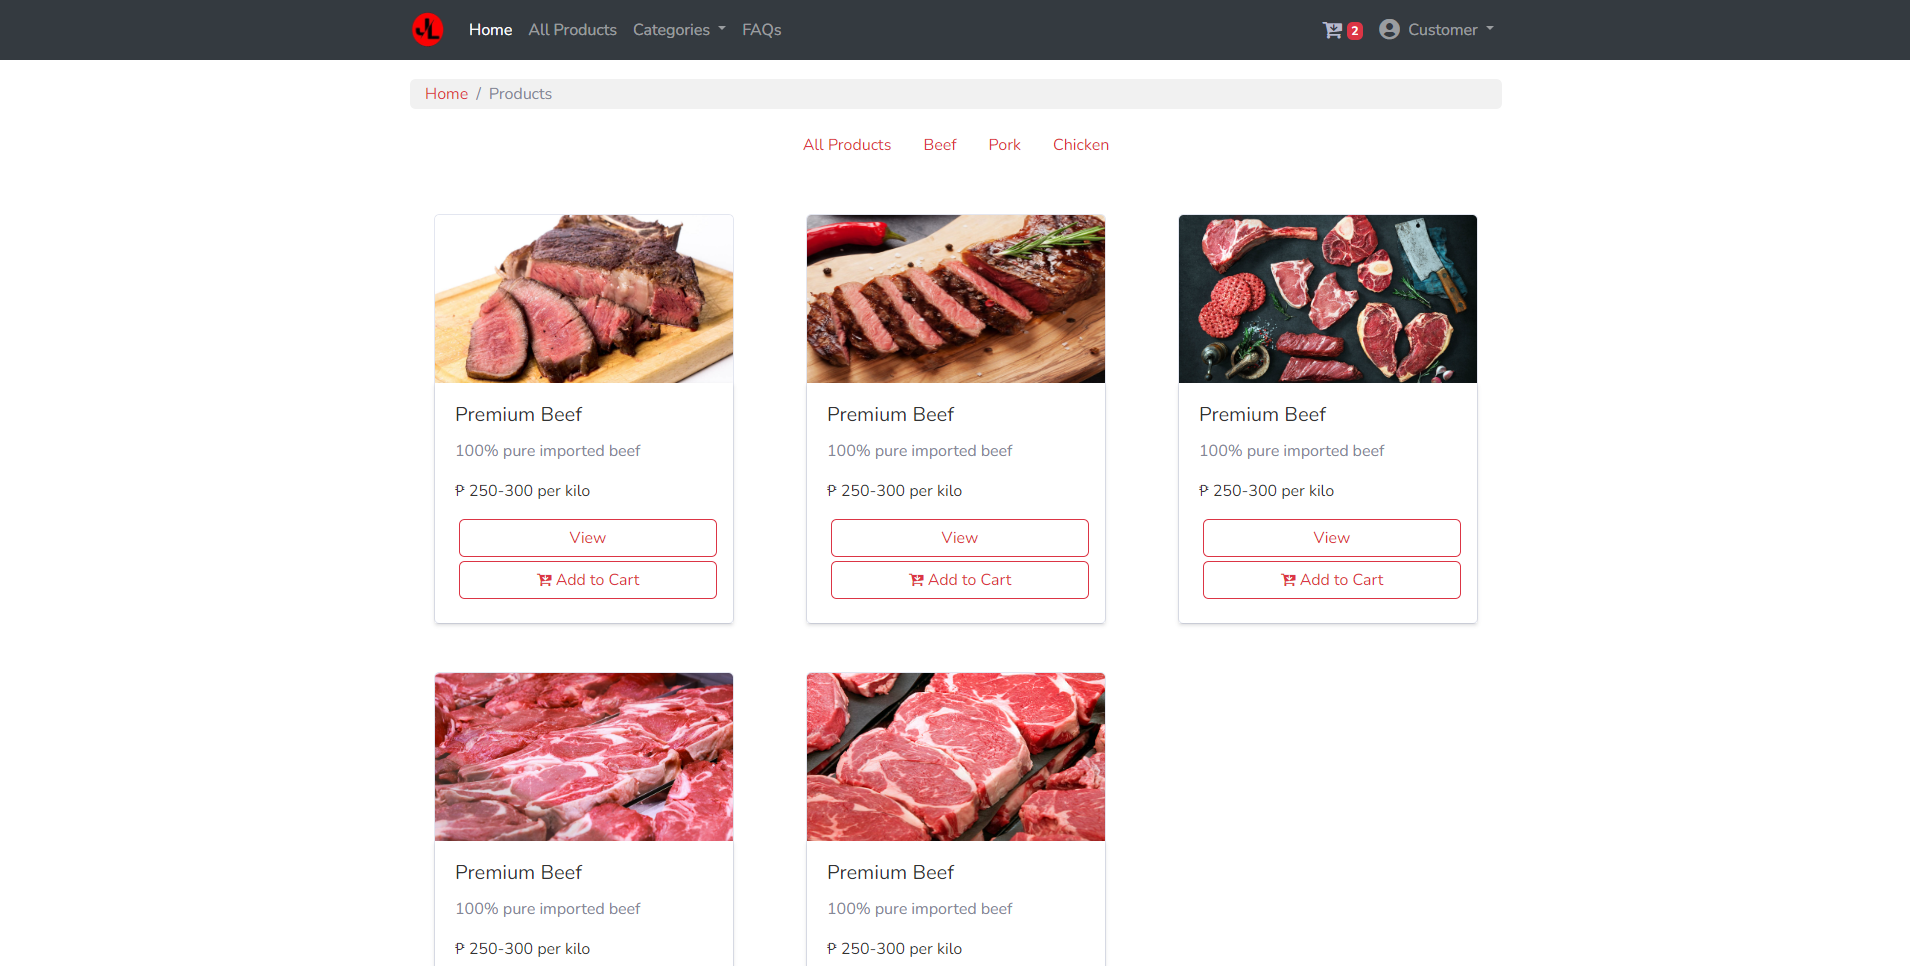 JL Home All Products Categories FAQs 2 Customer
Home / Products
All Products Beef Pork Chicken
Premium Beef
100% pure imported beef
₱ 250-300 per kilo
View
Add to Cart
Premium Beef
100% pure imported beef
₱ 250-300 per kilo
View
Add to Cart
Premium Beef
100% pure imported beef
₱ 250-300 per kilo
View
Add to Cart
Premium Beef
100% pure imported beef
₱ 250-300 per kilo
Premium Beef
100% pure imported beef
₱ 250-300 per kilo